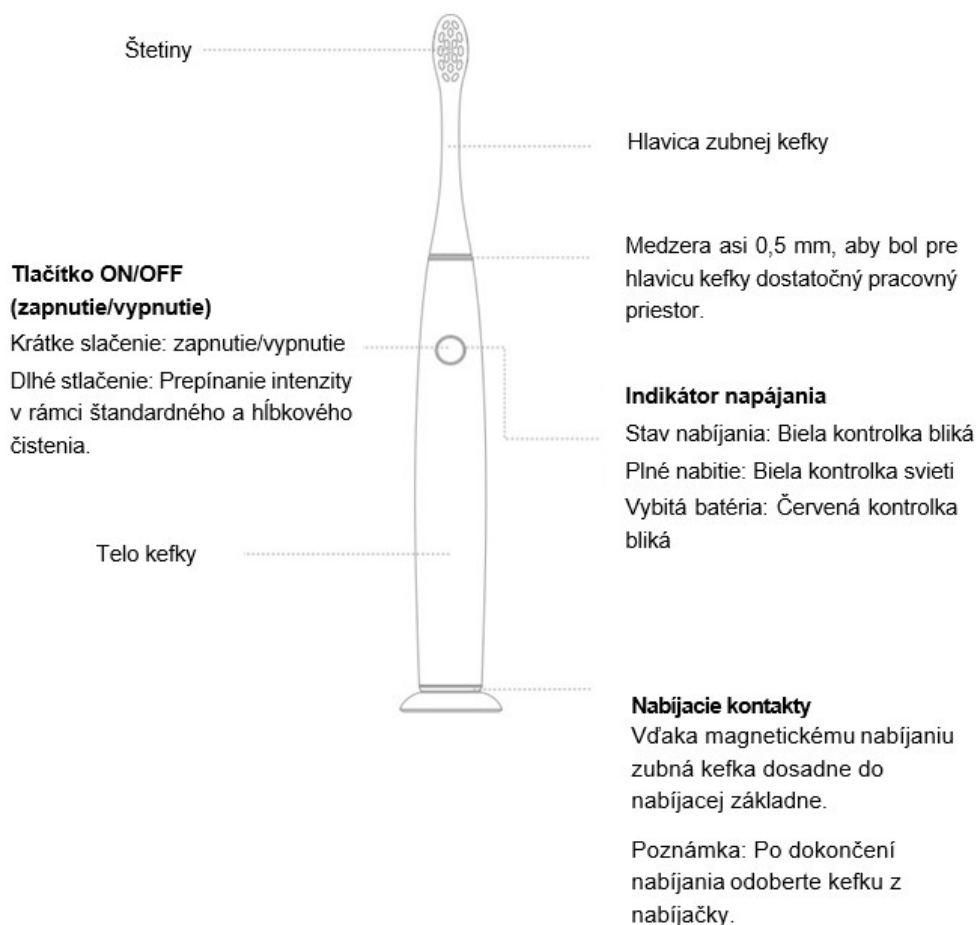 Štetiny
Hlavica zubnej kefky
Medzera asi 0,5 mm, aby bol pre
hlavicu kefky dostatočný pracovný
priestor.
Tlačítko ON/OFF
(zapnutie/vypnutie)
Krátke slačenie: zapnutie/vypnutie
Dlhé stlačenie: Prepínanie intenzity
v rámci štandardného a hĺbkového
čistenia.
Indikátor napájania
Stav nabíjania: Biela kontrolka bliká
Plné nabitie: Biela kontrolka svieti
Vybitá batéria: Červená kontrolka
bliká
Telo kefky
Nabíjacie kontakty
Vďaka magnetickému nabíjaniu
zubná kefka dosadne do
nabíjacej základne.
Poznámka: Po dokončení
nabíjania odoberte kefku z
nabíjačky.